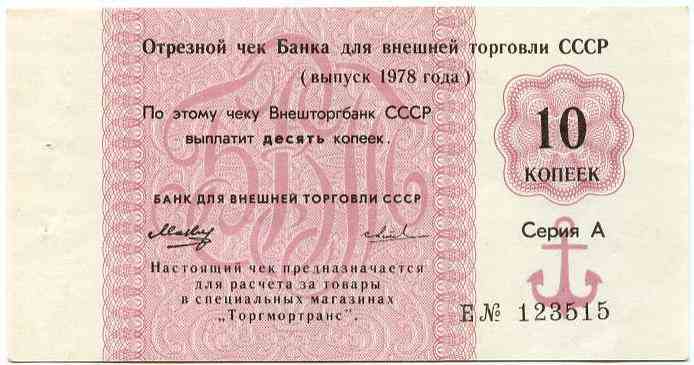 Отрезной чек Банка для внешней торговли СССР
(выпуск 1978 года)
По этому чеку Внешторгбанк СССР
выплатит десять копеек.
10
КОПЕЕК
БАНК ДЛЯ ВНЕШНЕЙ ТОРГОВЛИ СССР
Серия А
Настоящий чек предназначается
для расчета за товары
в специальных магазинах
„Торгмортранс".
Е № 123515